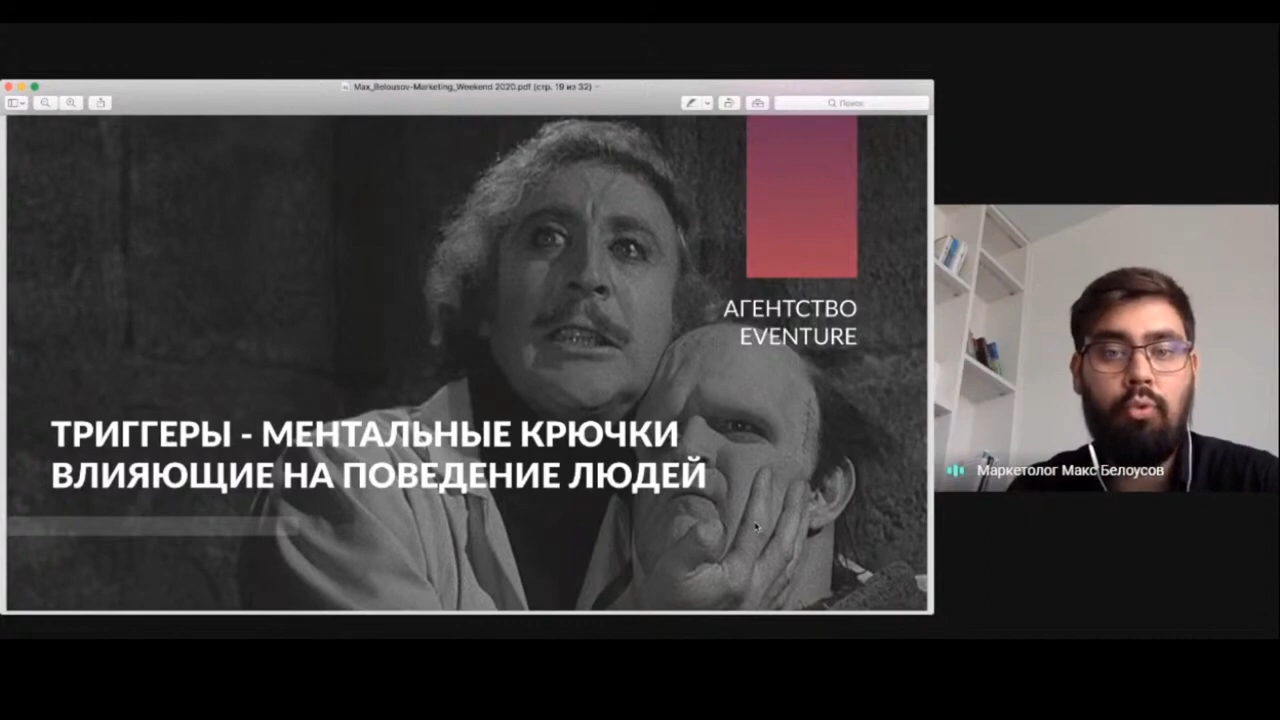 Max_Belousov-Marketing_Weekend 2020.pdf (стр. 19 из 32)
Поиск
АГЕНТСТВО
EVENTURE
ТРИГГЕРЫ - МЕНТАЛЬНЫЕ КРЮЧКИ
ВЛИЯЮЩИЕ НА ПОВЕДЕНИЕ ЛЮДЕЙ
Маркетолог Макс Белоусов